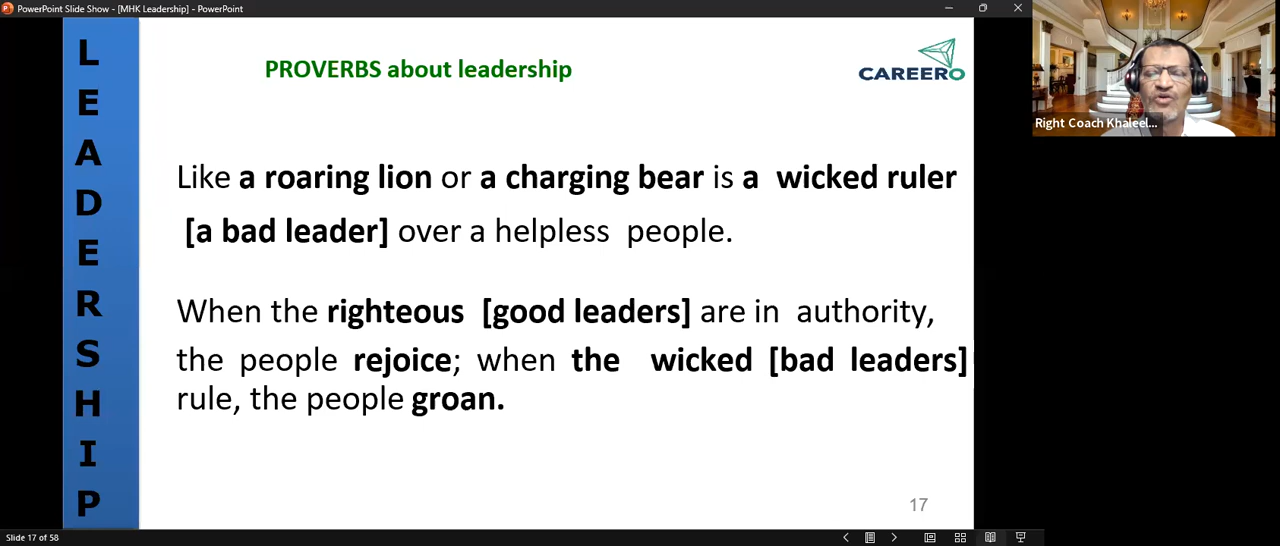 PowerPoint Slide Show - [MHK Leadership] - PowerPoint
L
E
A
D
E
R
S
H
I
P
PROVERBS about leadership
CAREERO
Like a roaring lion or a charging bear is a wicked ruler
[a bad leader] over a helpless people.
When the righteous [good leaders] are in authority,
the people rejoice; when the wicked [bad leaders]
rule, the people groan.
17
Right Coach Khaleel...
Slide 17 of 58